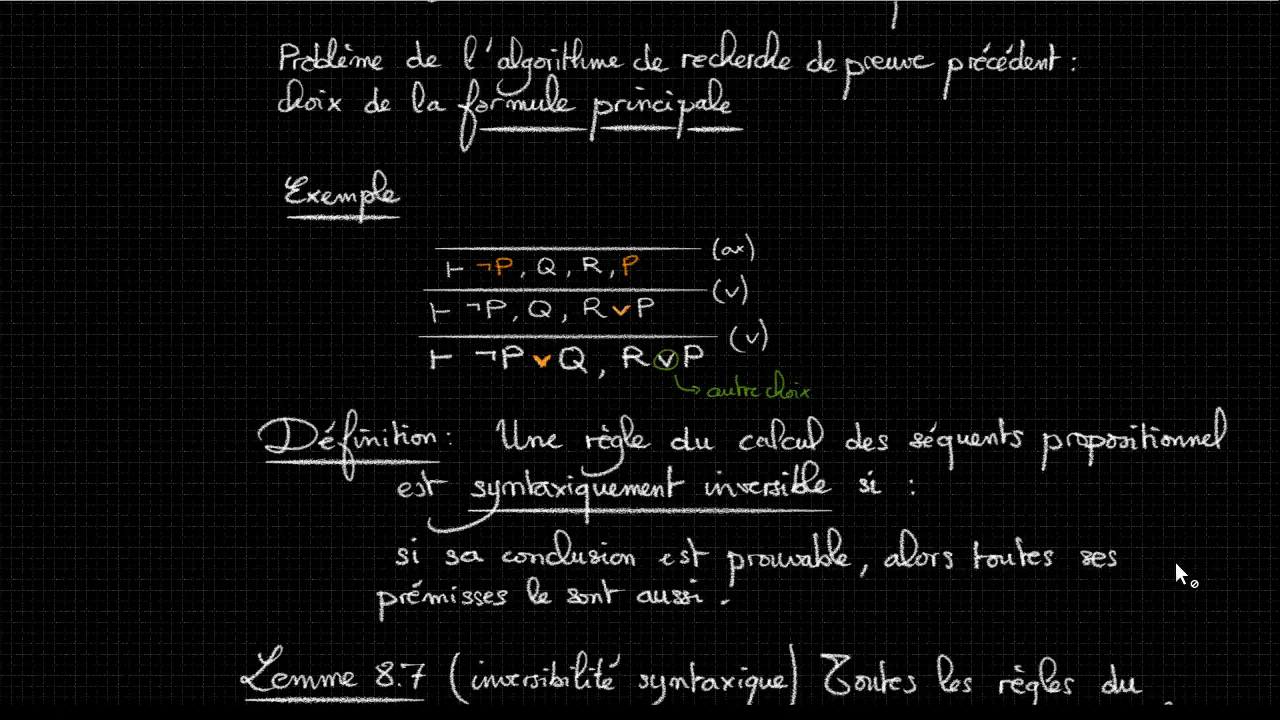 Problème de l'algorithme de recherche de preuve précédent :
choix de la formule principale
Exemple
(ax)
⊢ ¬P, Q, R, P
(∨)
⊢ ¬P, Q, R ∨ P
(∨)
⊢ ¬P ∨ Q, R ∨ P
autre choix
Définition : Une règle du calcul des séquents propositionnel
est syntaxiquement inversible si :
si sa conclusion est prouvable, alors toutes ses
prémisses le sont aussi.
Lemme 8.7 (inversibilité syntaxique) Toutes les règles du